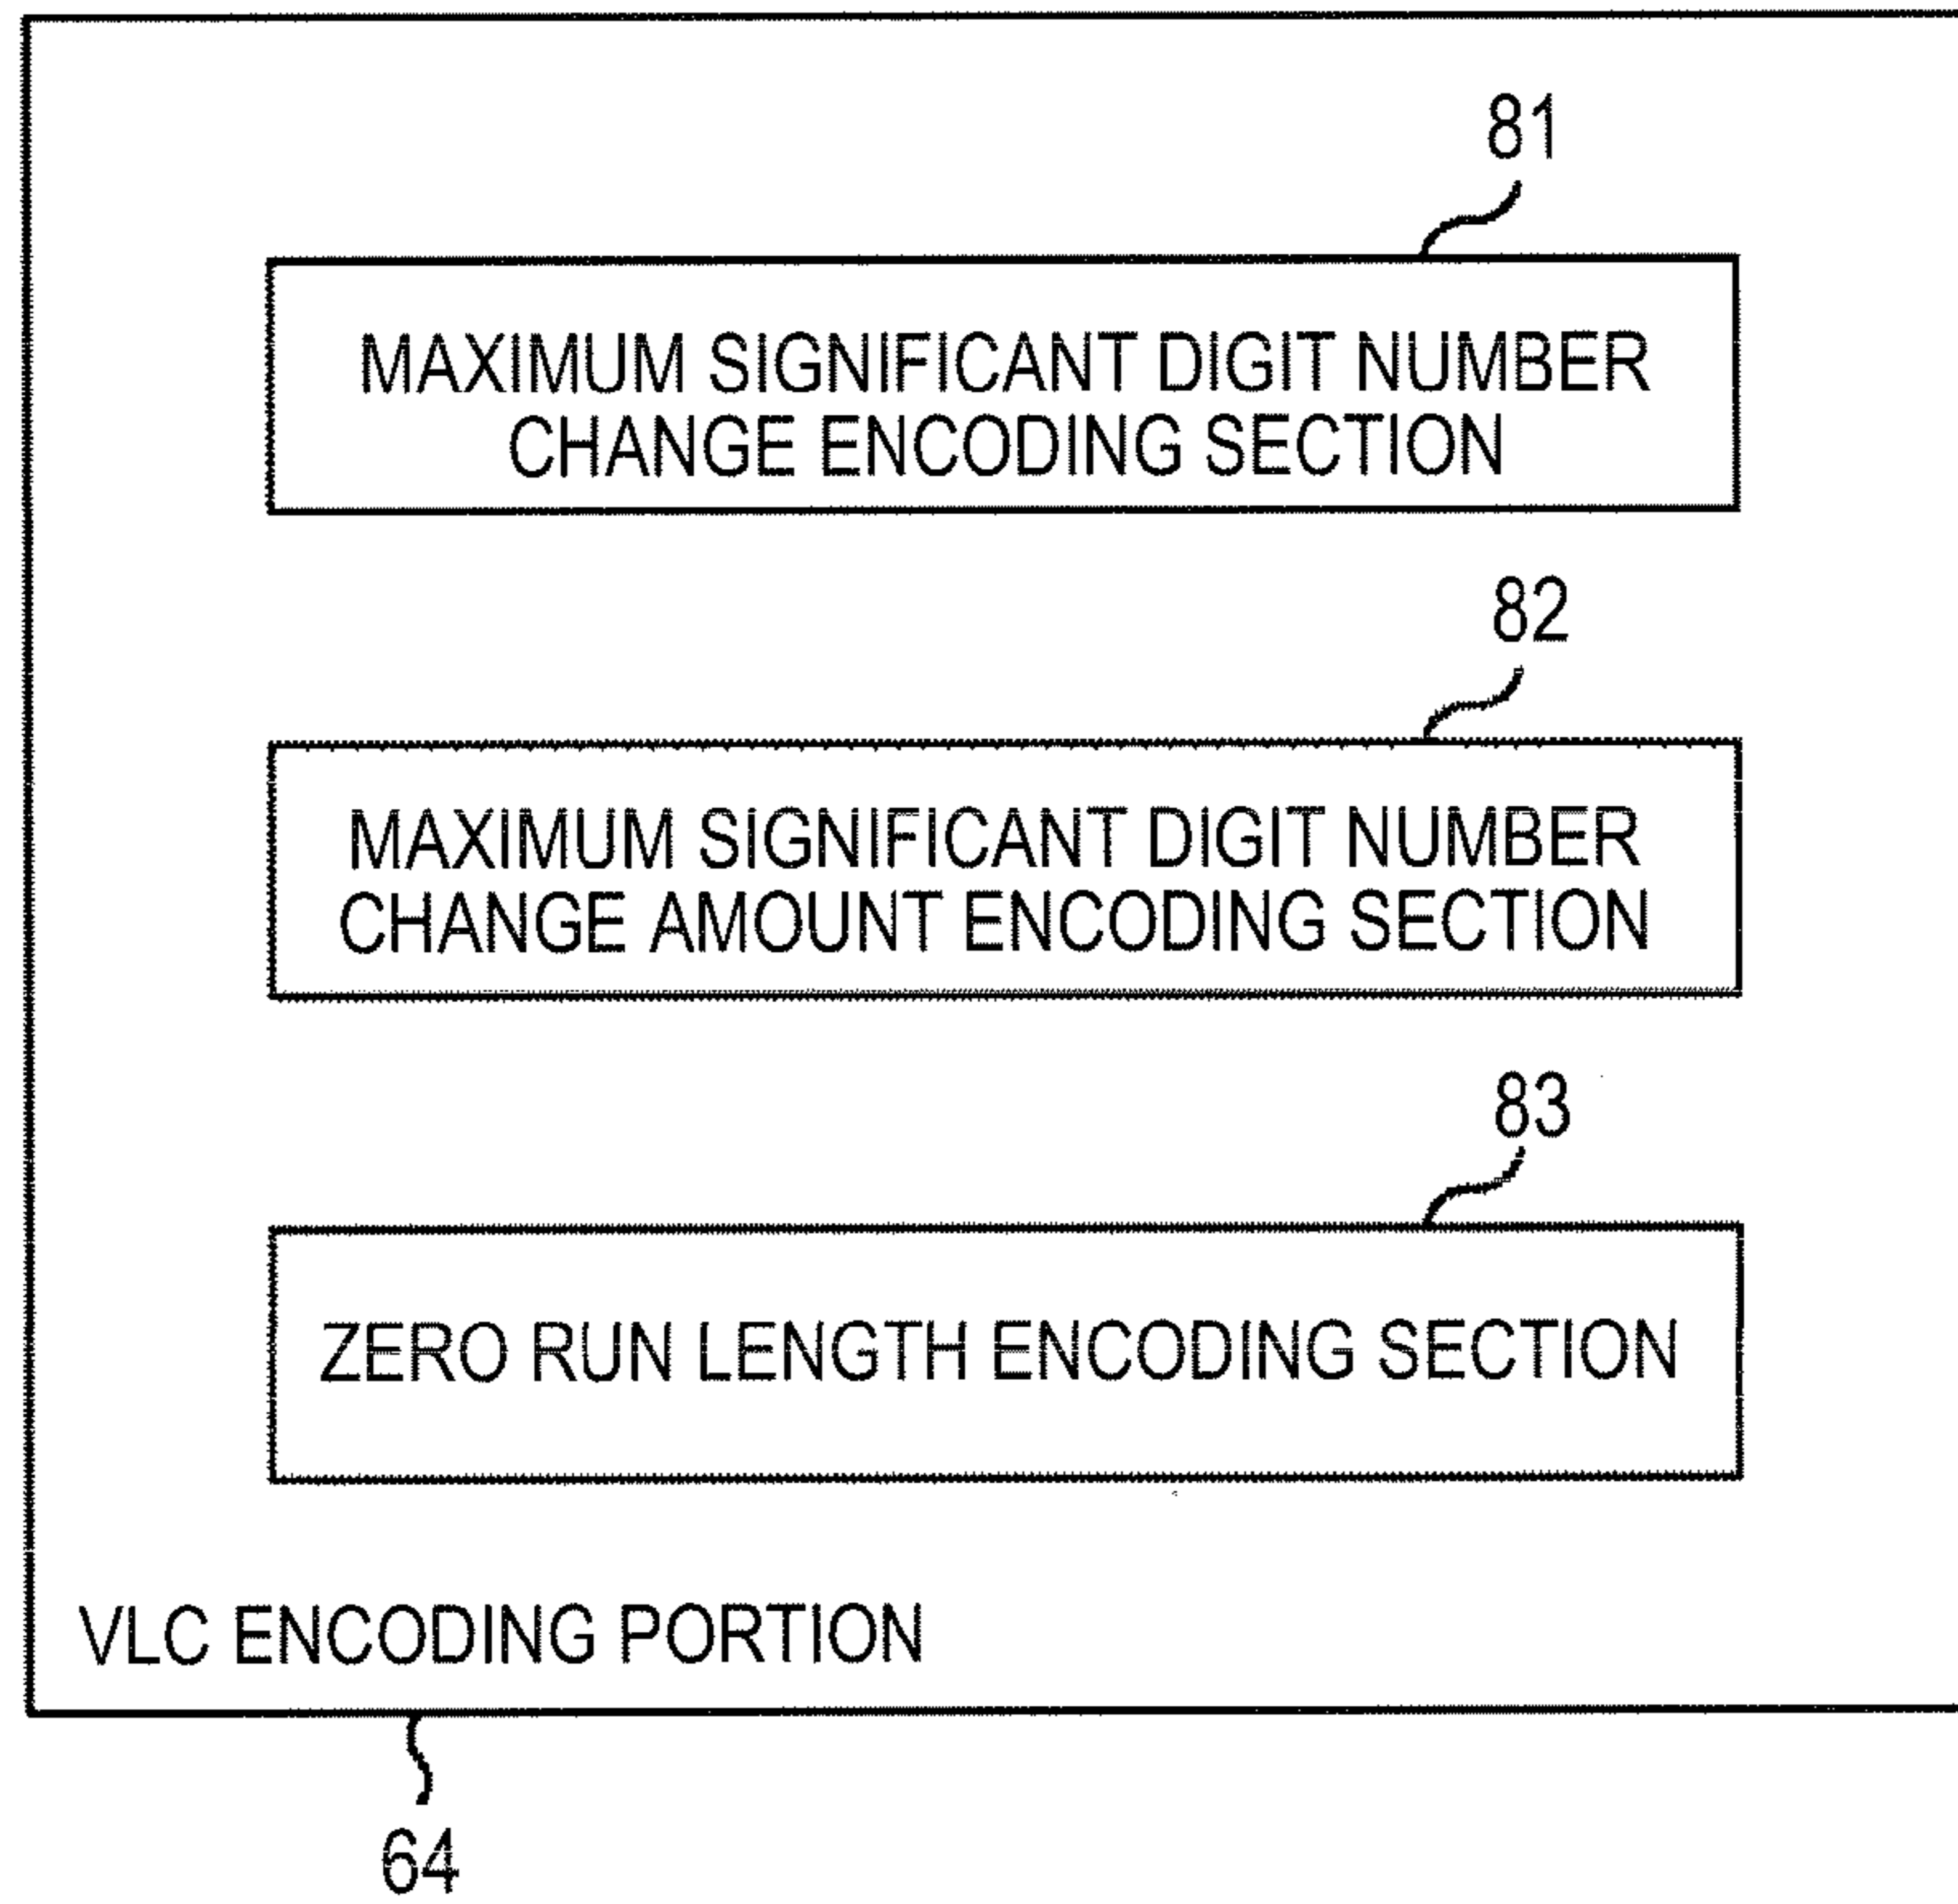 81
MAXIMUM SIGNIFICANT DIGIT NUMBER
CHANGE ENCODING SECTION
82
MAXIMUM SIGNIFICANT DIGIT NUMBER
CHANGE AMOUNT ENCODING SECTION
83
ZERO RUN LENGTH ENCODING SECTION
VLC ENCODING PORTION
64